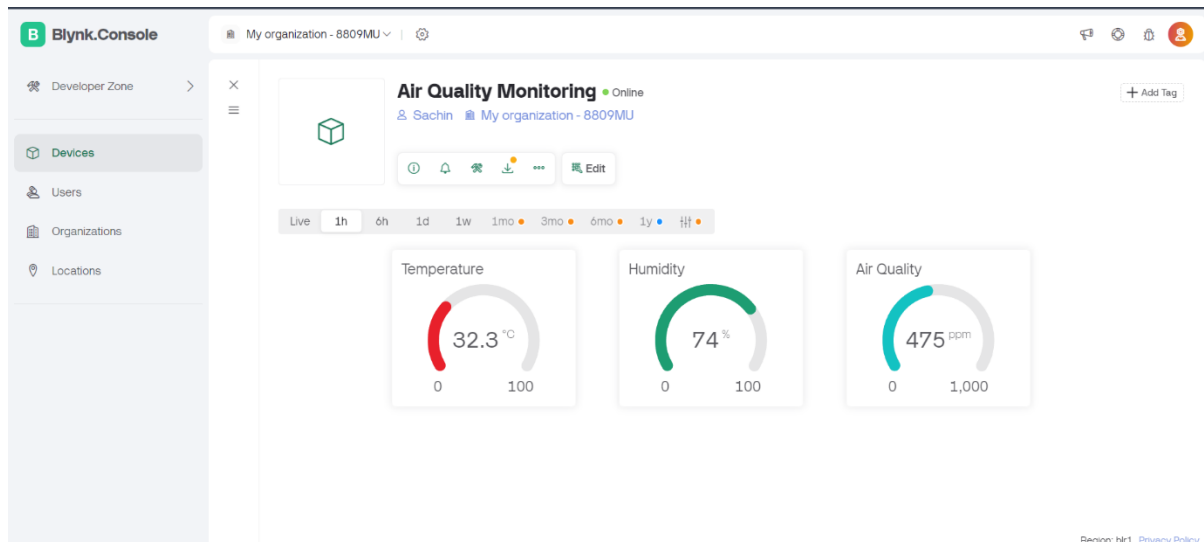 B Blynk.Console
My organization - 8809MU
Developer Zone
Devices
Users
Organizations
Locations
Air Quality Monitoring Online
Sachin My organization - 8809MU
Add Tag
Edit
Live 1h 6h 1d 1w 1mo 3mo 6mo 1y
Temperature
32.3 °C
0 100
Humidity
74 %
0 100
Air Quality
475 ppm
0 1,000
Region: blr1 Privacy Policy